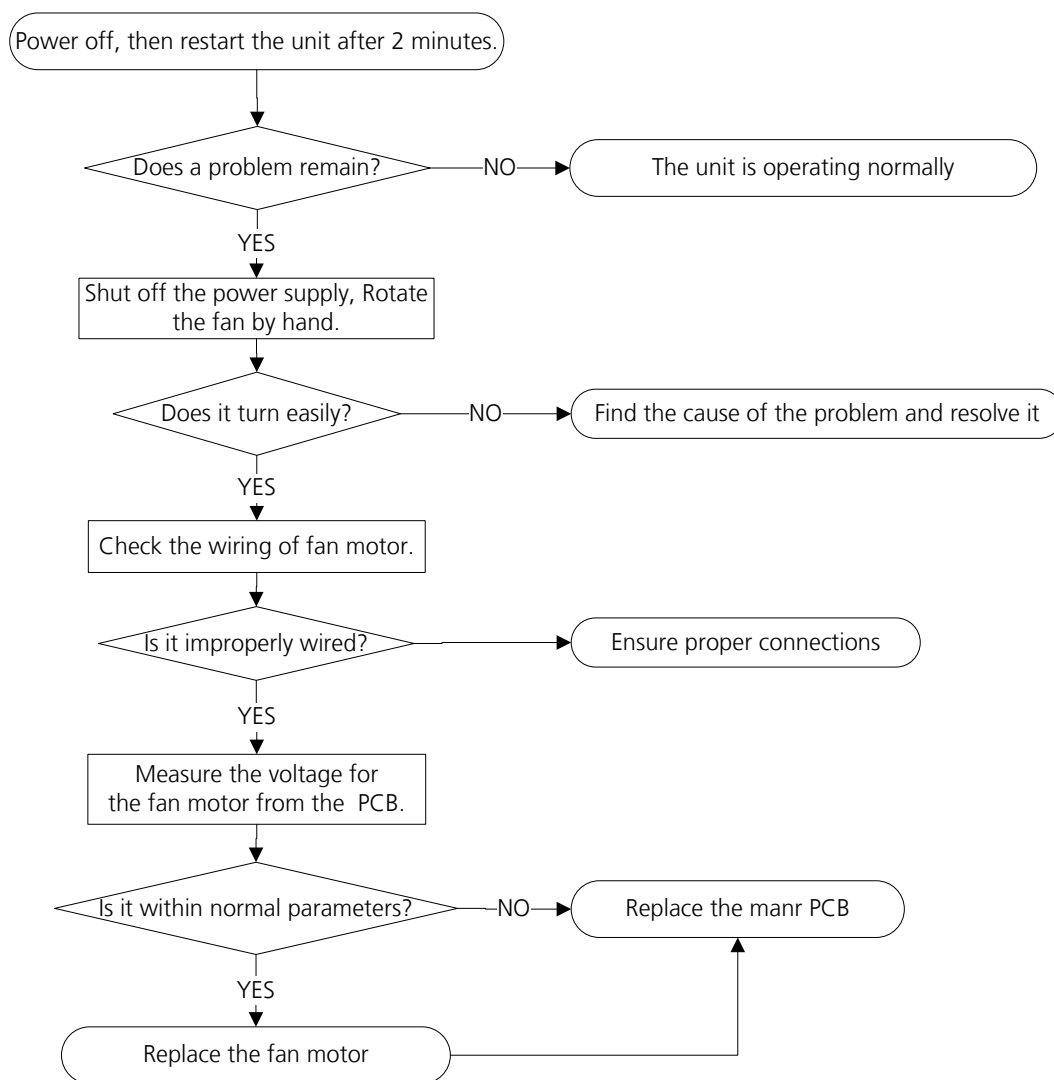 Power off, then restart the unit after 2 minutes.
Does a problem remain?
NO
The unit is operating normally
YES
Shut off the power supply, Rotate
the fan by hand.
Does it turn easily?
NO
Find the cause of the problem and resolve it
YES
Check the wiring of fan motor.
Is it improperly wired?
Ensure proper connections
YES
Measure the voltage for
the fan motor from the PCB.
Is it within normal parameters?
NO
Replace the manr PCB
YES
Replace the fan motor